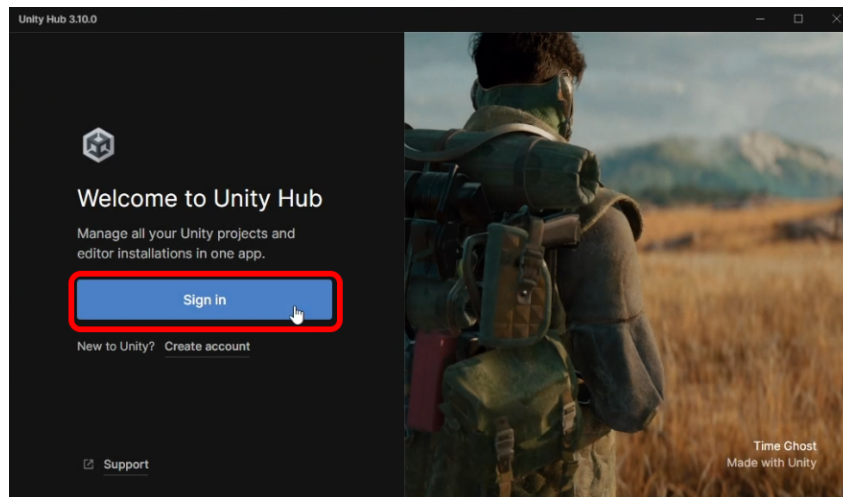 Unity Hub 3.10.0
Welcome to Unity Hub
Manage all your Unity projects and
editor installations in one app.
Sign in
New to Unity? Create account
Support
Time Ghost
Made with Unity